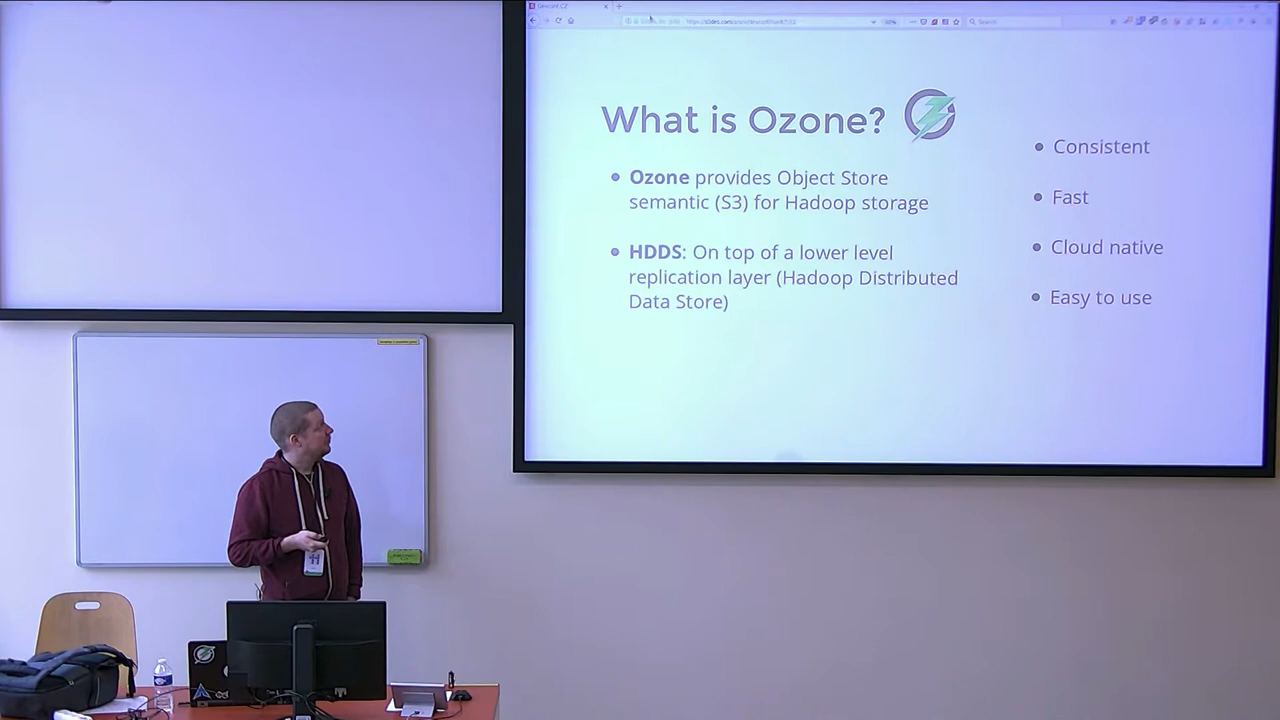 What is Ozone?
Ozone provides Object Store
semantic (S3) for Hadoop storage
HDDS: On top of a lower level
replication layer (Hadoop Distributed
Data Store)
Consistent
Fast
Cloud native
Easy to use